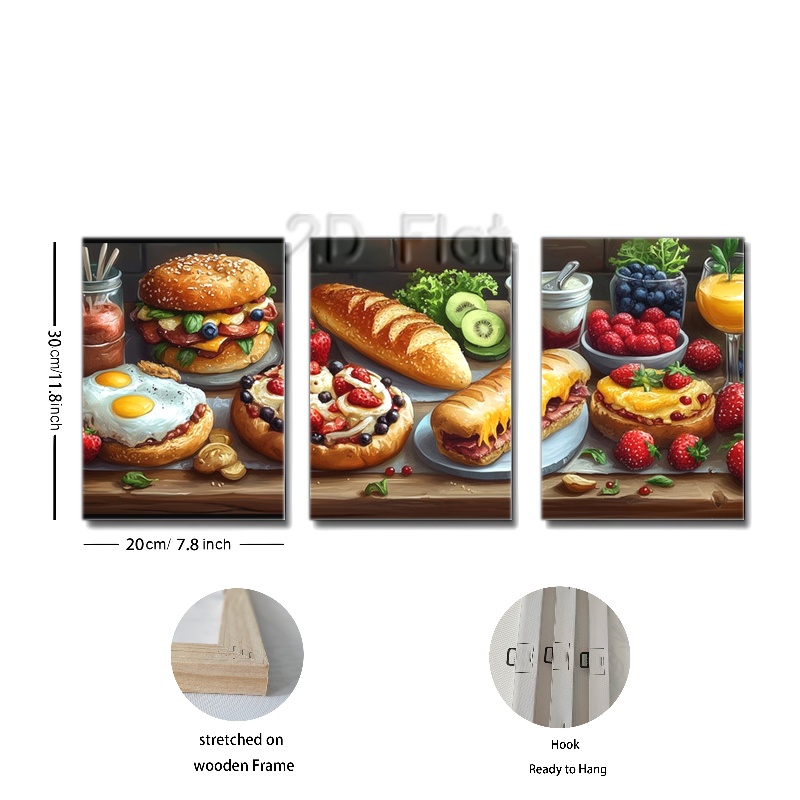 2D Flat
30cm/11.8inch
20cm/ 7.8 inch
stretched on
wooden Frame
Hook
Ready to Hang